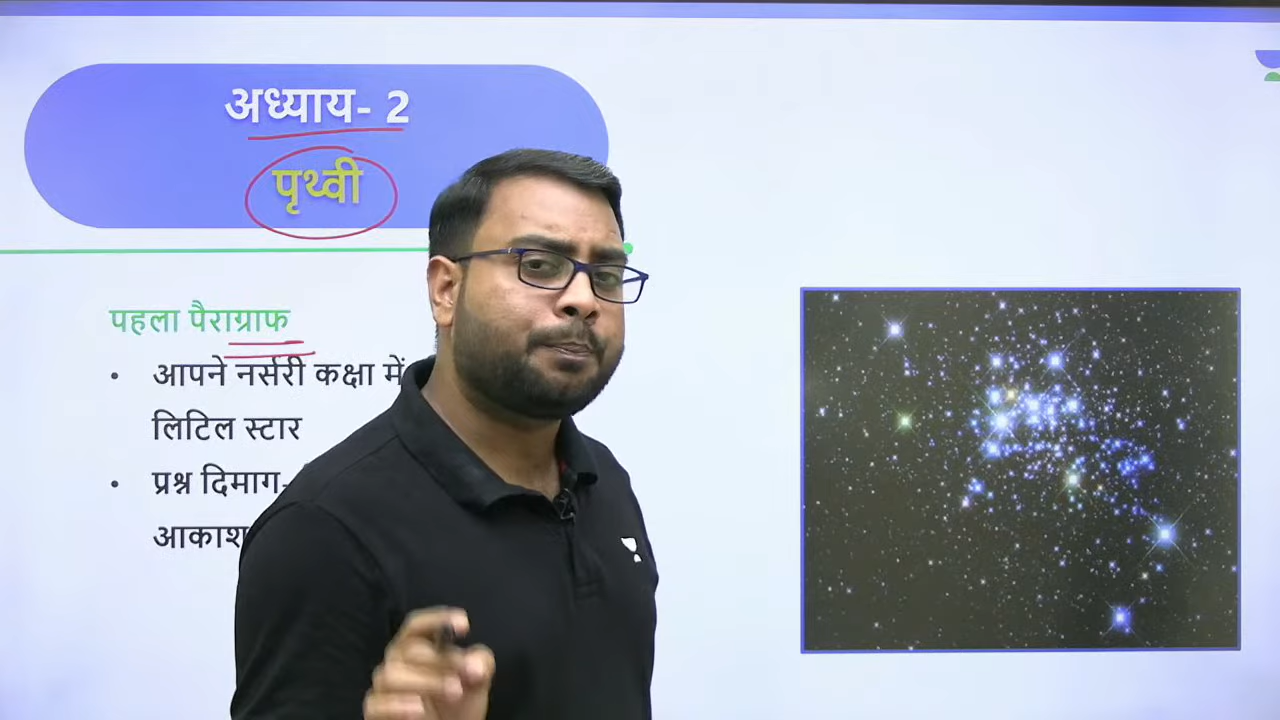 अध्याय- 2
पृथ्वी
पहला पैराग्राफ
• आपने नर्सरी कक्षा में
लिटिल स्टार
• प्रश्न दिमाग-
आकाश